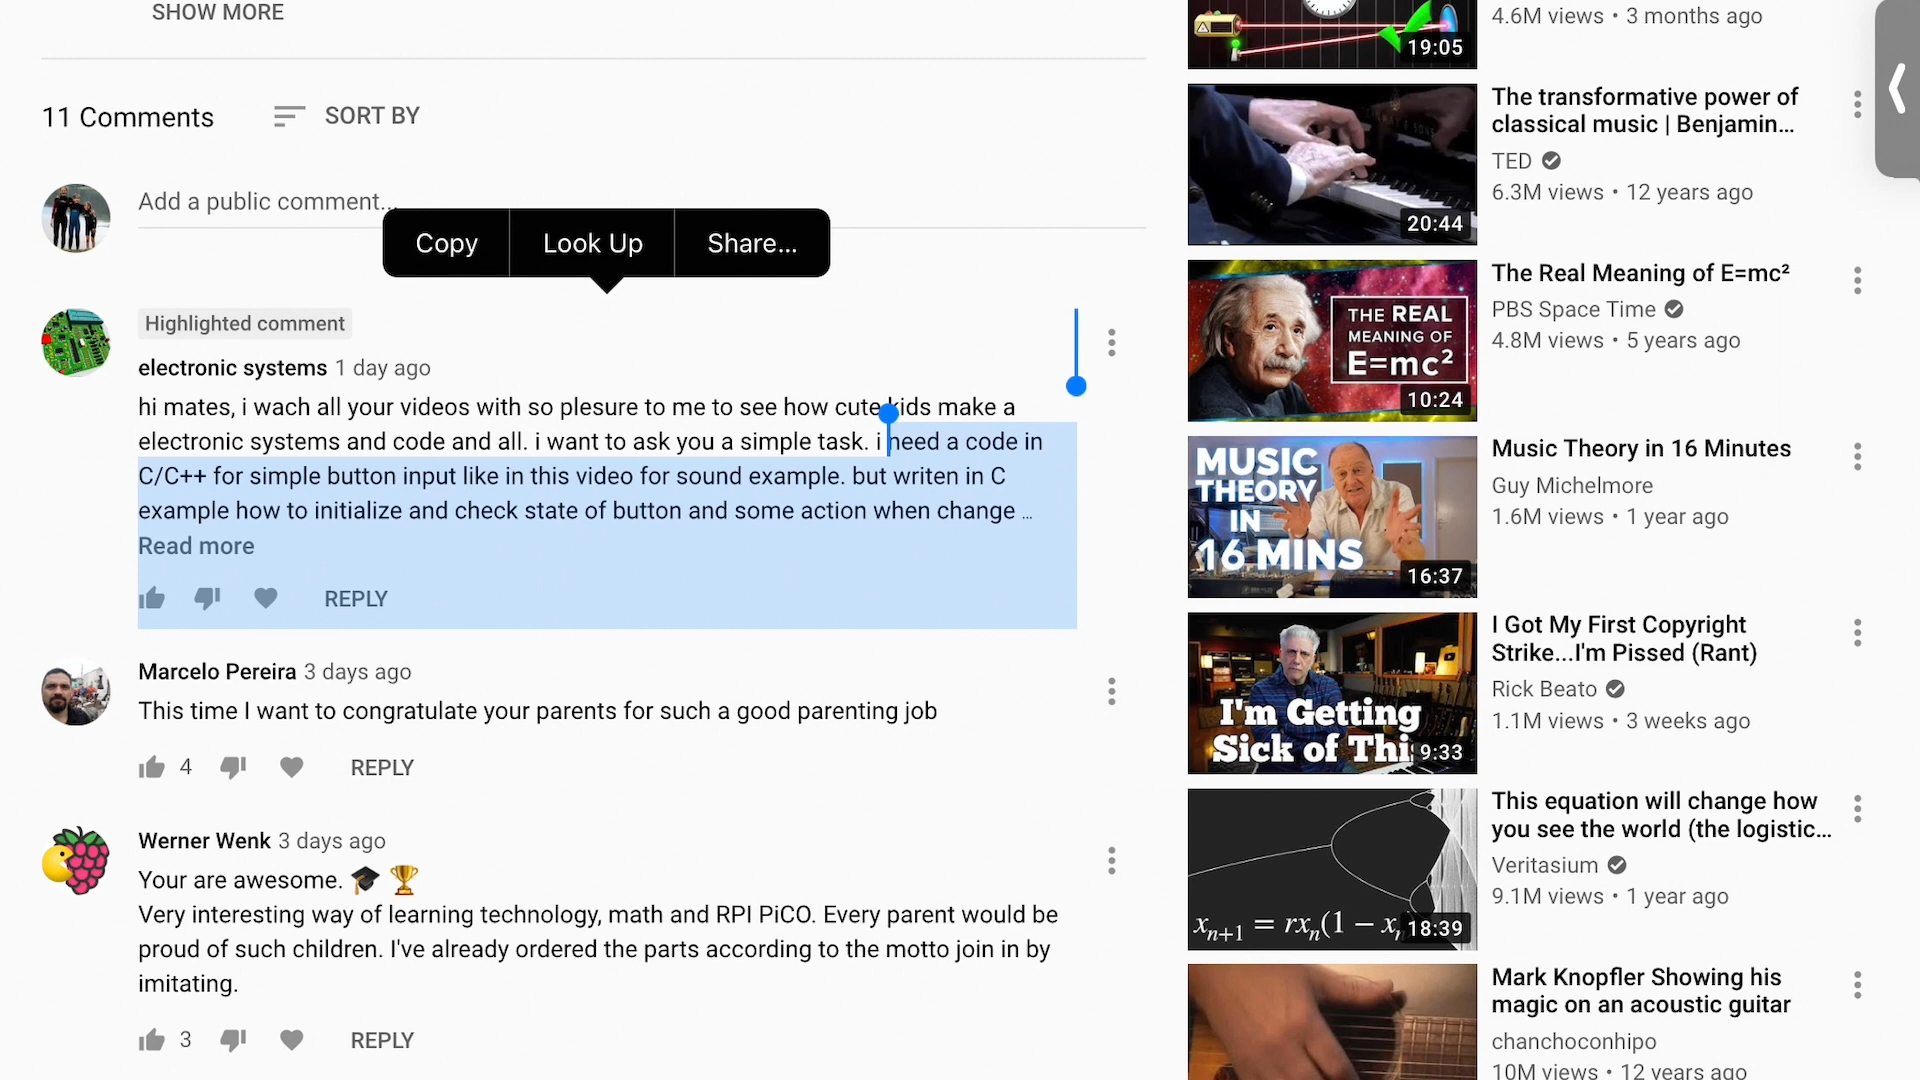 SHOW MORE
11 Comments
SORT BY
Add a public comment...
Copy
Look Up
Share...
Highlighted comment
electronic systems 1 day ago
hi mates, i wach all your videos with so plesure to me to see how cute kids make a
electronic systems and code and all. i want to ask you a simple task. i need a code in
C/C++ for simple button input like in this video for sound example. but writen in C
example how to initialize and check state of button and some action when change ...
Read more
REPLY
Marcelo Pereira 3 days ago
This time I want to congratulate your parents for such a good parenting job
4
REPLY
Werner Wenk 3 days ago
Your are awesome. 🎓 🏆
Very interesting way of learning technology, math and RPI PiCO. Every parent would be
proud of such children. I've already ordered the parts according to the motto join in by
imitating.
3
REPLY
19:05
4.6M views • 3 months ago
20:44
The transformative power of
classical music | Benjamin...
TED
6.3M views • 12 years ago
THE REAL
MEANING OF
E=mc²
10:24
The Real Meaning of E=mc²
PBS Space Time
4.8M views • 5 years ago
MUSIC
THEORY
IN
16 MINS
16:37
Music Theory in 16 Minutes
Guy Michelmore
1.6M views • 1 year ago
I'm Getting
Sick of Thi
9:33
I Got My First Copyright
Strike...I'm Pissed (Rant)
Rick Beato
1.1M views • 3 weeks ago
xₙ₊₁ = rxₙ(1 − xₙ
18:39
This equation will change how
you see the world (the logistic...
Veritasium
9.1M views • 1 year ago
Mark Knopfler Showing his
magic on an acoustic guitar
chanchoconhipo
10M views • 12 years ago